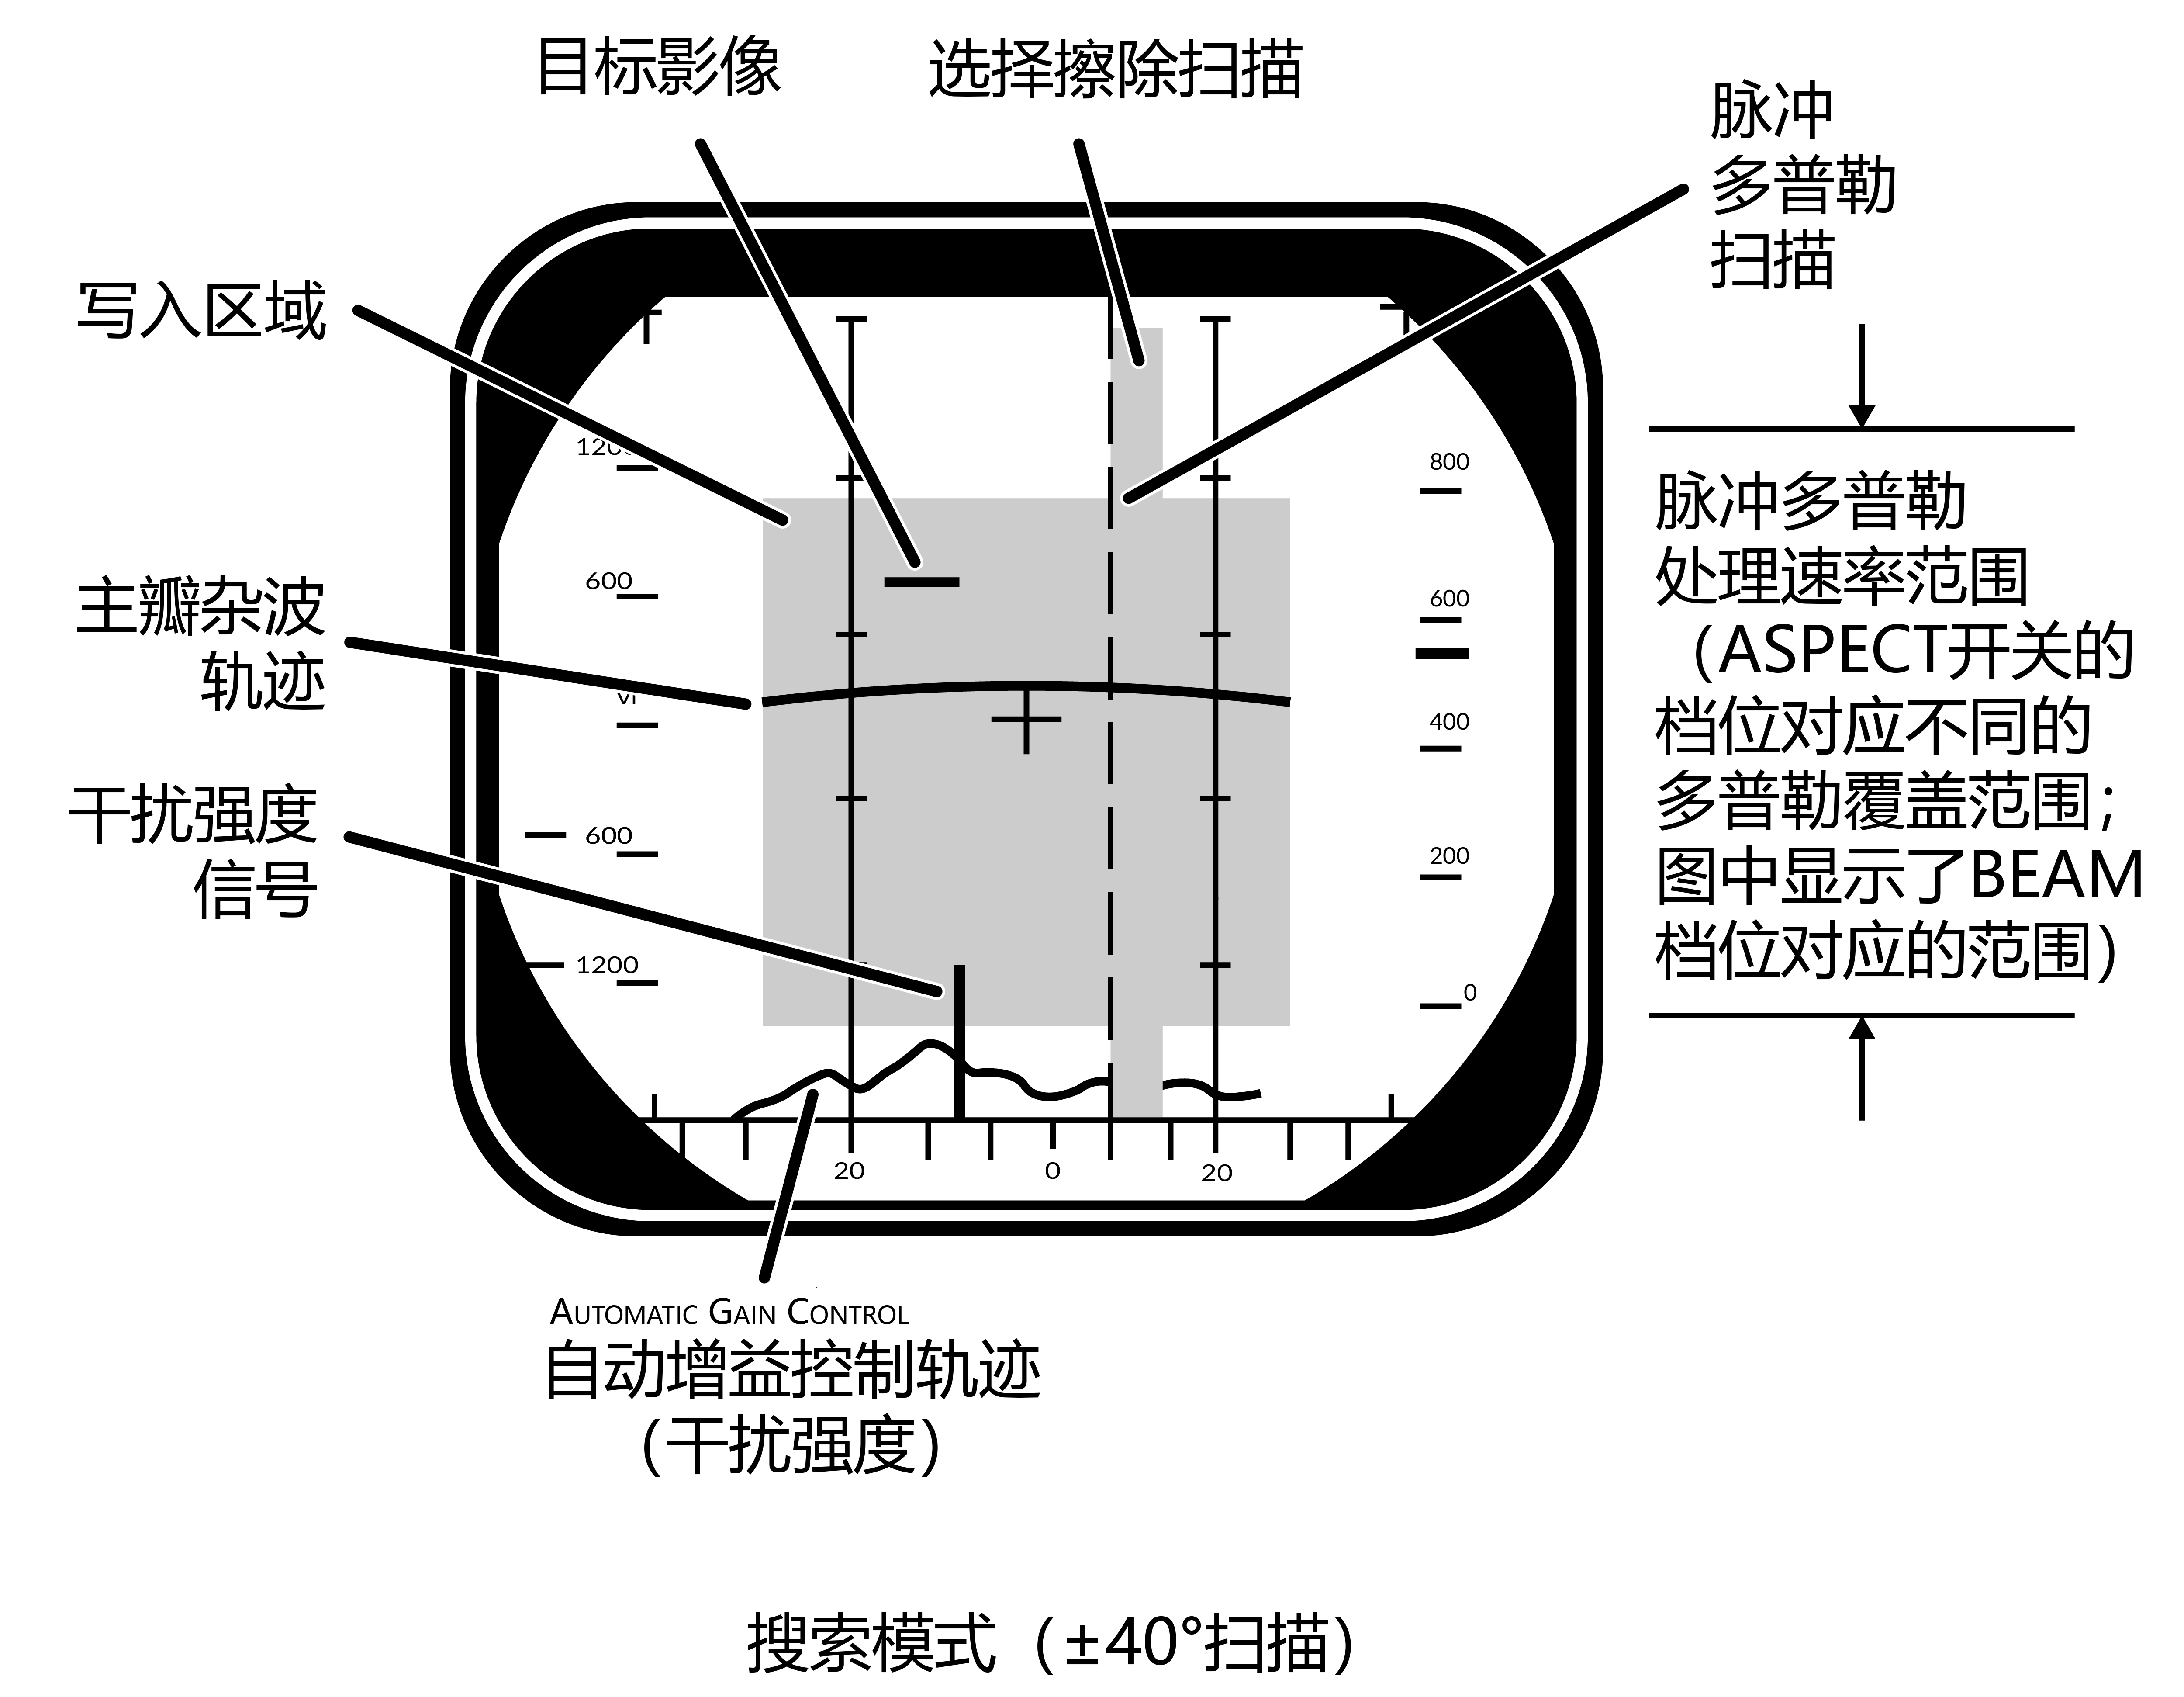 目标影像
选择擦除扫描
脉冲
多普勒
扫描
写入区域
主瓣杂波
轨迹
干扰强度
信号
600
VI
600
1200
800
600
400
200
0
20
0
20
脉冲多普勒
处理速率范围
（ASPECT开关的
档位对应不同的
多普勒覆盖范围；
图中显示了BEAM
档位对应的范围）
AUTOMATIC GAIN CONTROL
自动增益控制轨迹
（干扰强度）
搜索模式（±40°扫描）